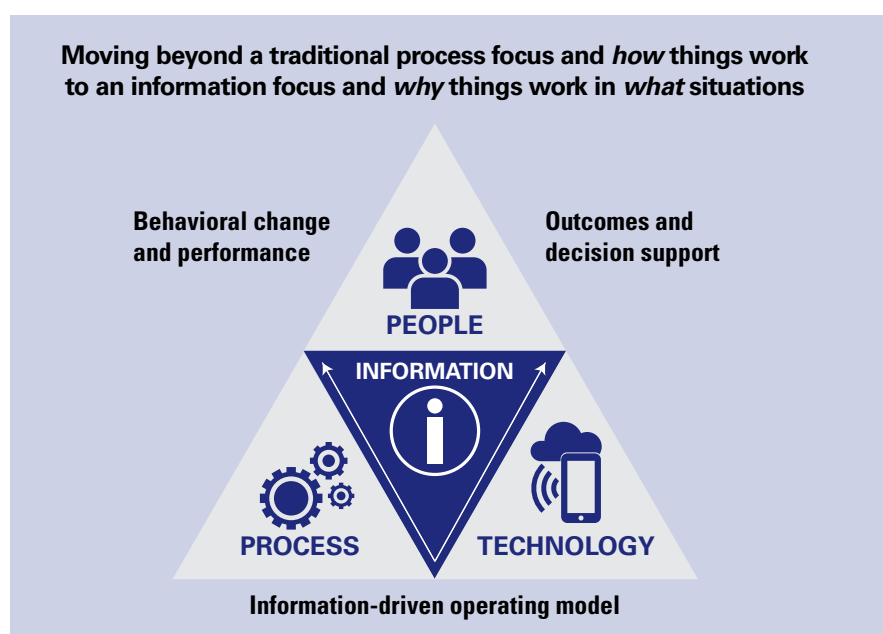 Moving beyond a traditional process focus and how things work
to an information focus and why things work in what situations
Behavioral change
and performance
Outcomes and
decision support
PEOPLE
INFORMATION
i
PROCESS
TECHNOLOGY
Information-driven operating model